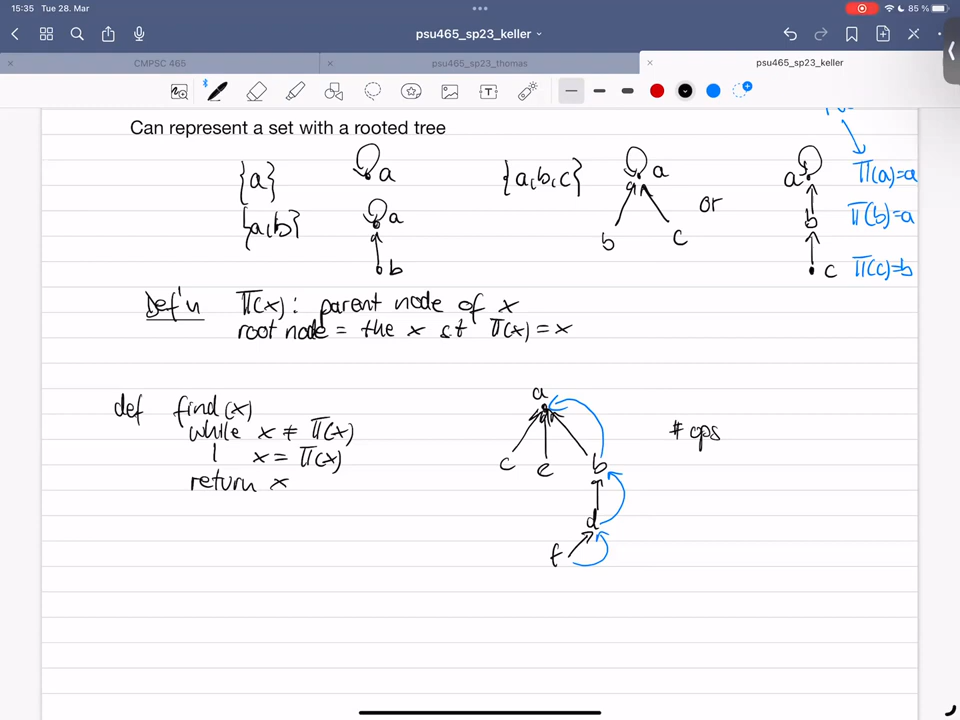 15:35 Tue 28. Mar
85 %
psu465_sp23_keller
CMPSC 465
psu465_sp23_thomas
psu465_sp23_keller
Can represent a set with a rooted tree
{a}
a
{a,b}
a
b
{a,b,c}
a
b
c
or
a
b
c
π(a)=a
π(b)=a
π(c)=b
Def'n π(x): parent node of x
root node = the x st π(x) = x
def find(x)
while x ≠ π(x)
x = π(x)
return x
a
c e b
d
f
# ops